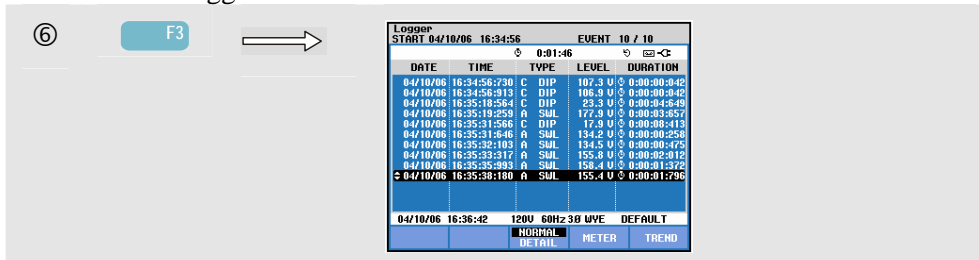 Logger
⑥ F3
Logger
START 04/10/06 16:34:56 EVENT 10 / 10
0:01:46
DATE TIME TYPE LEVEL DURATION
04/10/06 16:34:56:730 C DIP 107.3 V 0:00:00:042
04/10/06 16:34:56:913 C DIP 106.9 V 0:00:00:042
04/10/06 16:35:18:564 C DIP 23.3 V 0:00:04:649
04/10/06 16:35:19:259 A SWL 177.9 V 0:00:03:657
04/10/06 16:35:31:566 C DIP 17.9 V 0:00:08:413
04/10/06 16:35:31:646 A SWL 134.2 V 0:00:00:258
04/10/06 16:35:32:103 A SWL 134.5 V 0:00:00:475
04/10/06 16:35:33:317 A SWL 155.8 V 0:00:02:012
04/10/06 16:35:35:993 A SWL 158.4 V 0:00:01:372
04/10/06 16:35:38:180 A SWL 155.4 V 0:00:01:796
04/10/06 16:36:42 120V 60Hz 3Ø WYE DEFAULT
NORMAL
DETAIL METER TREND